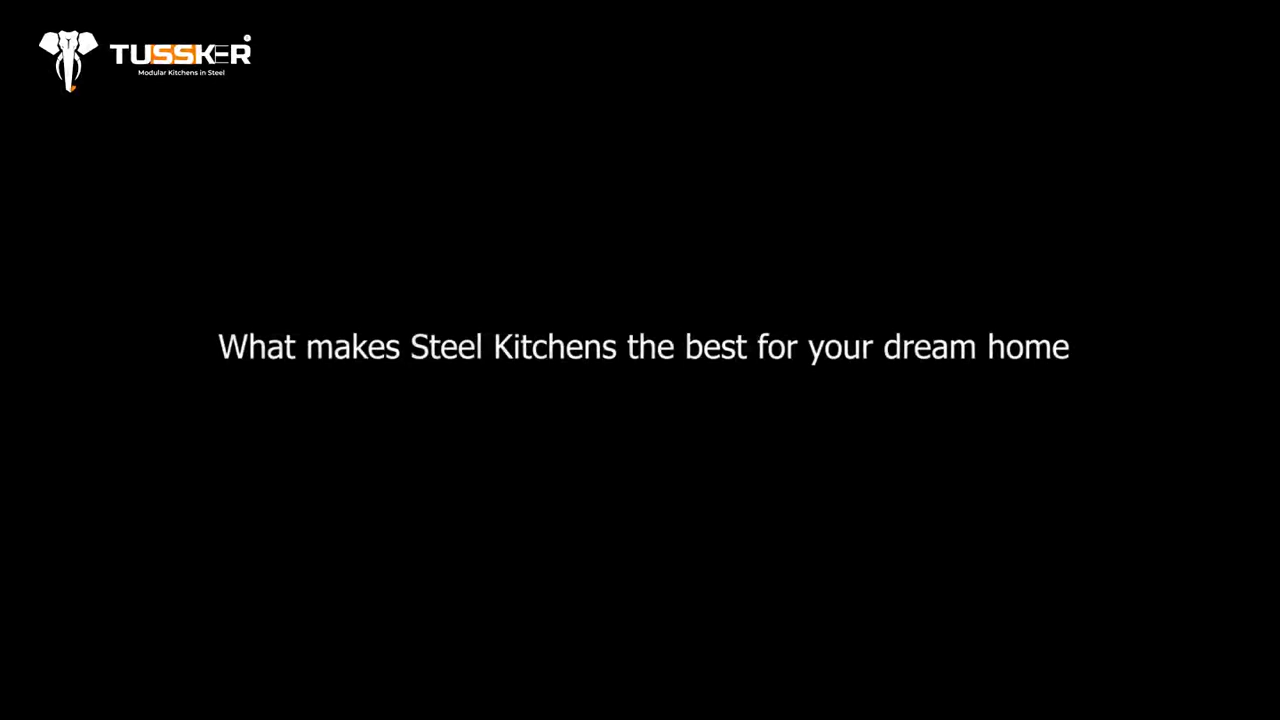 TUSSKER
Modular Kitchens in Steel
What makes Steel Kitchens the best for your dream home